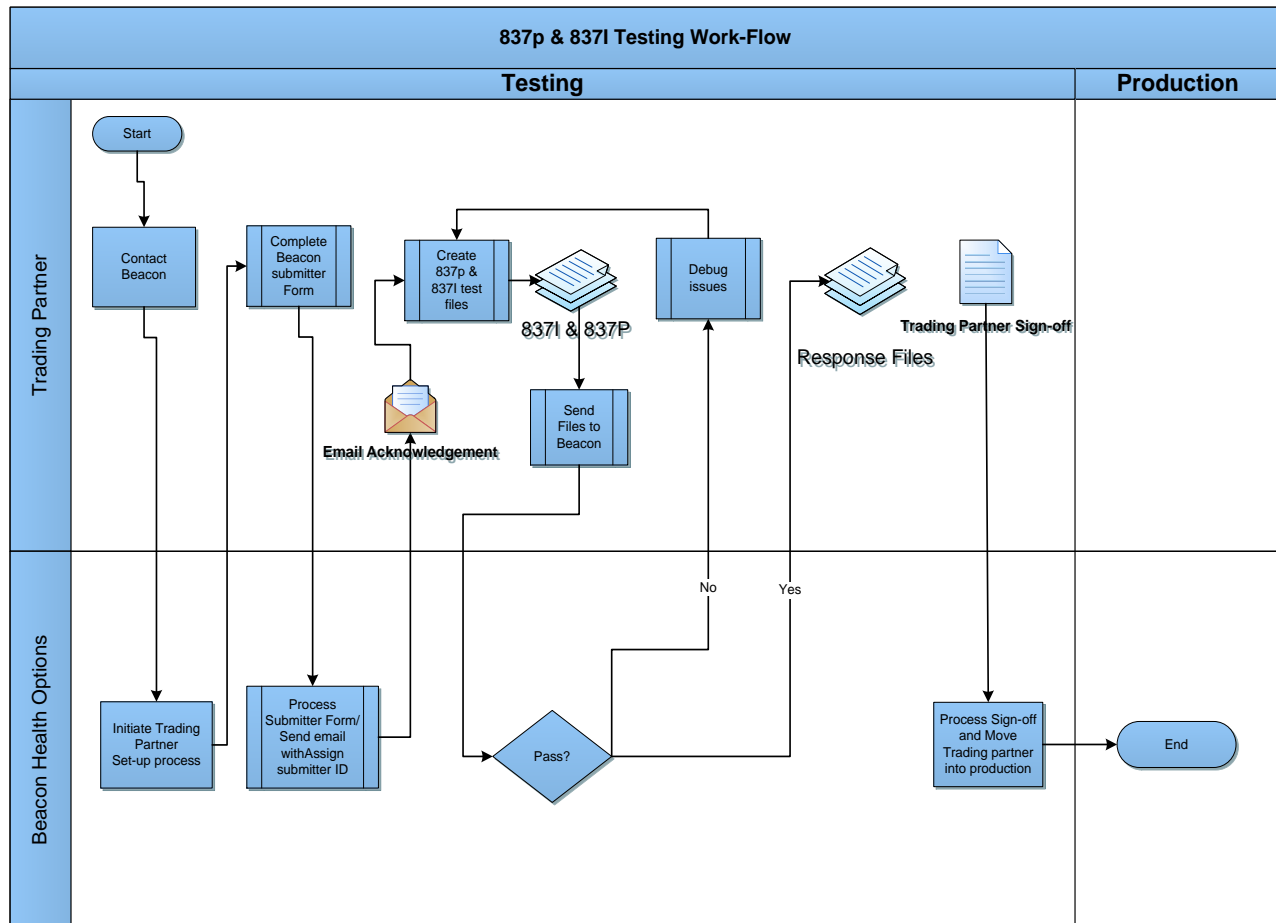 837p & 837I Testing Work-Flow
Testing
Production
Trading Partner
Start
Contact
Beacon
Complete
Beacon
submitter
Form
Create
837p &
837I test
files
837I & 837P
Debug
issues
Response Files
Trading Partner Sign-off
Email Acknowledgement
Send
Files to
Beacon
No
Yes
Beacon Health Options
Initiate Trading
Partner
Set-up process
Process
Submitter Form/
Send email
withAssign
submitter ID
Pass?
Process Sign-off
and Move
Trading partner
into production
End